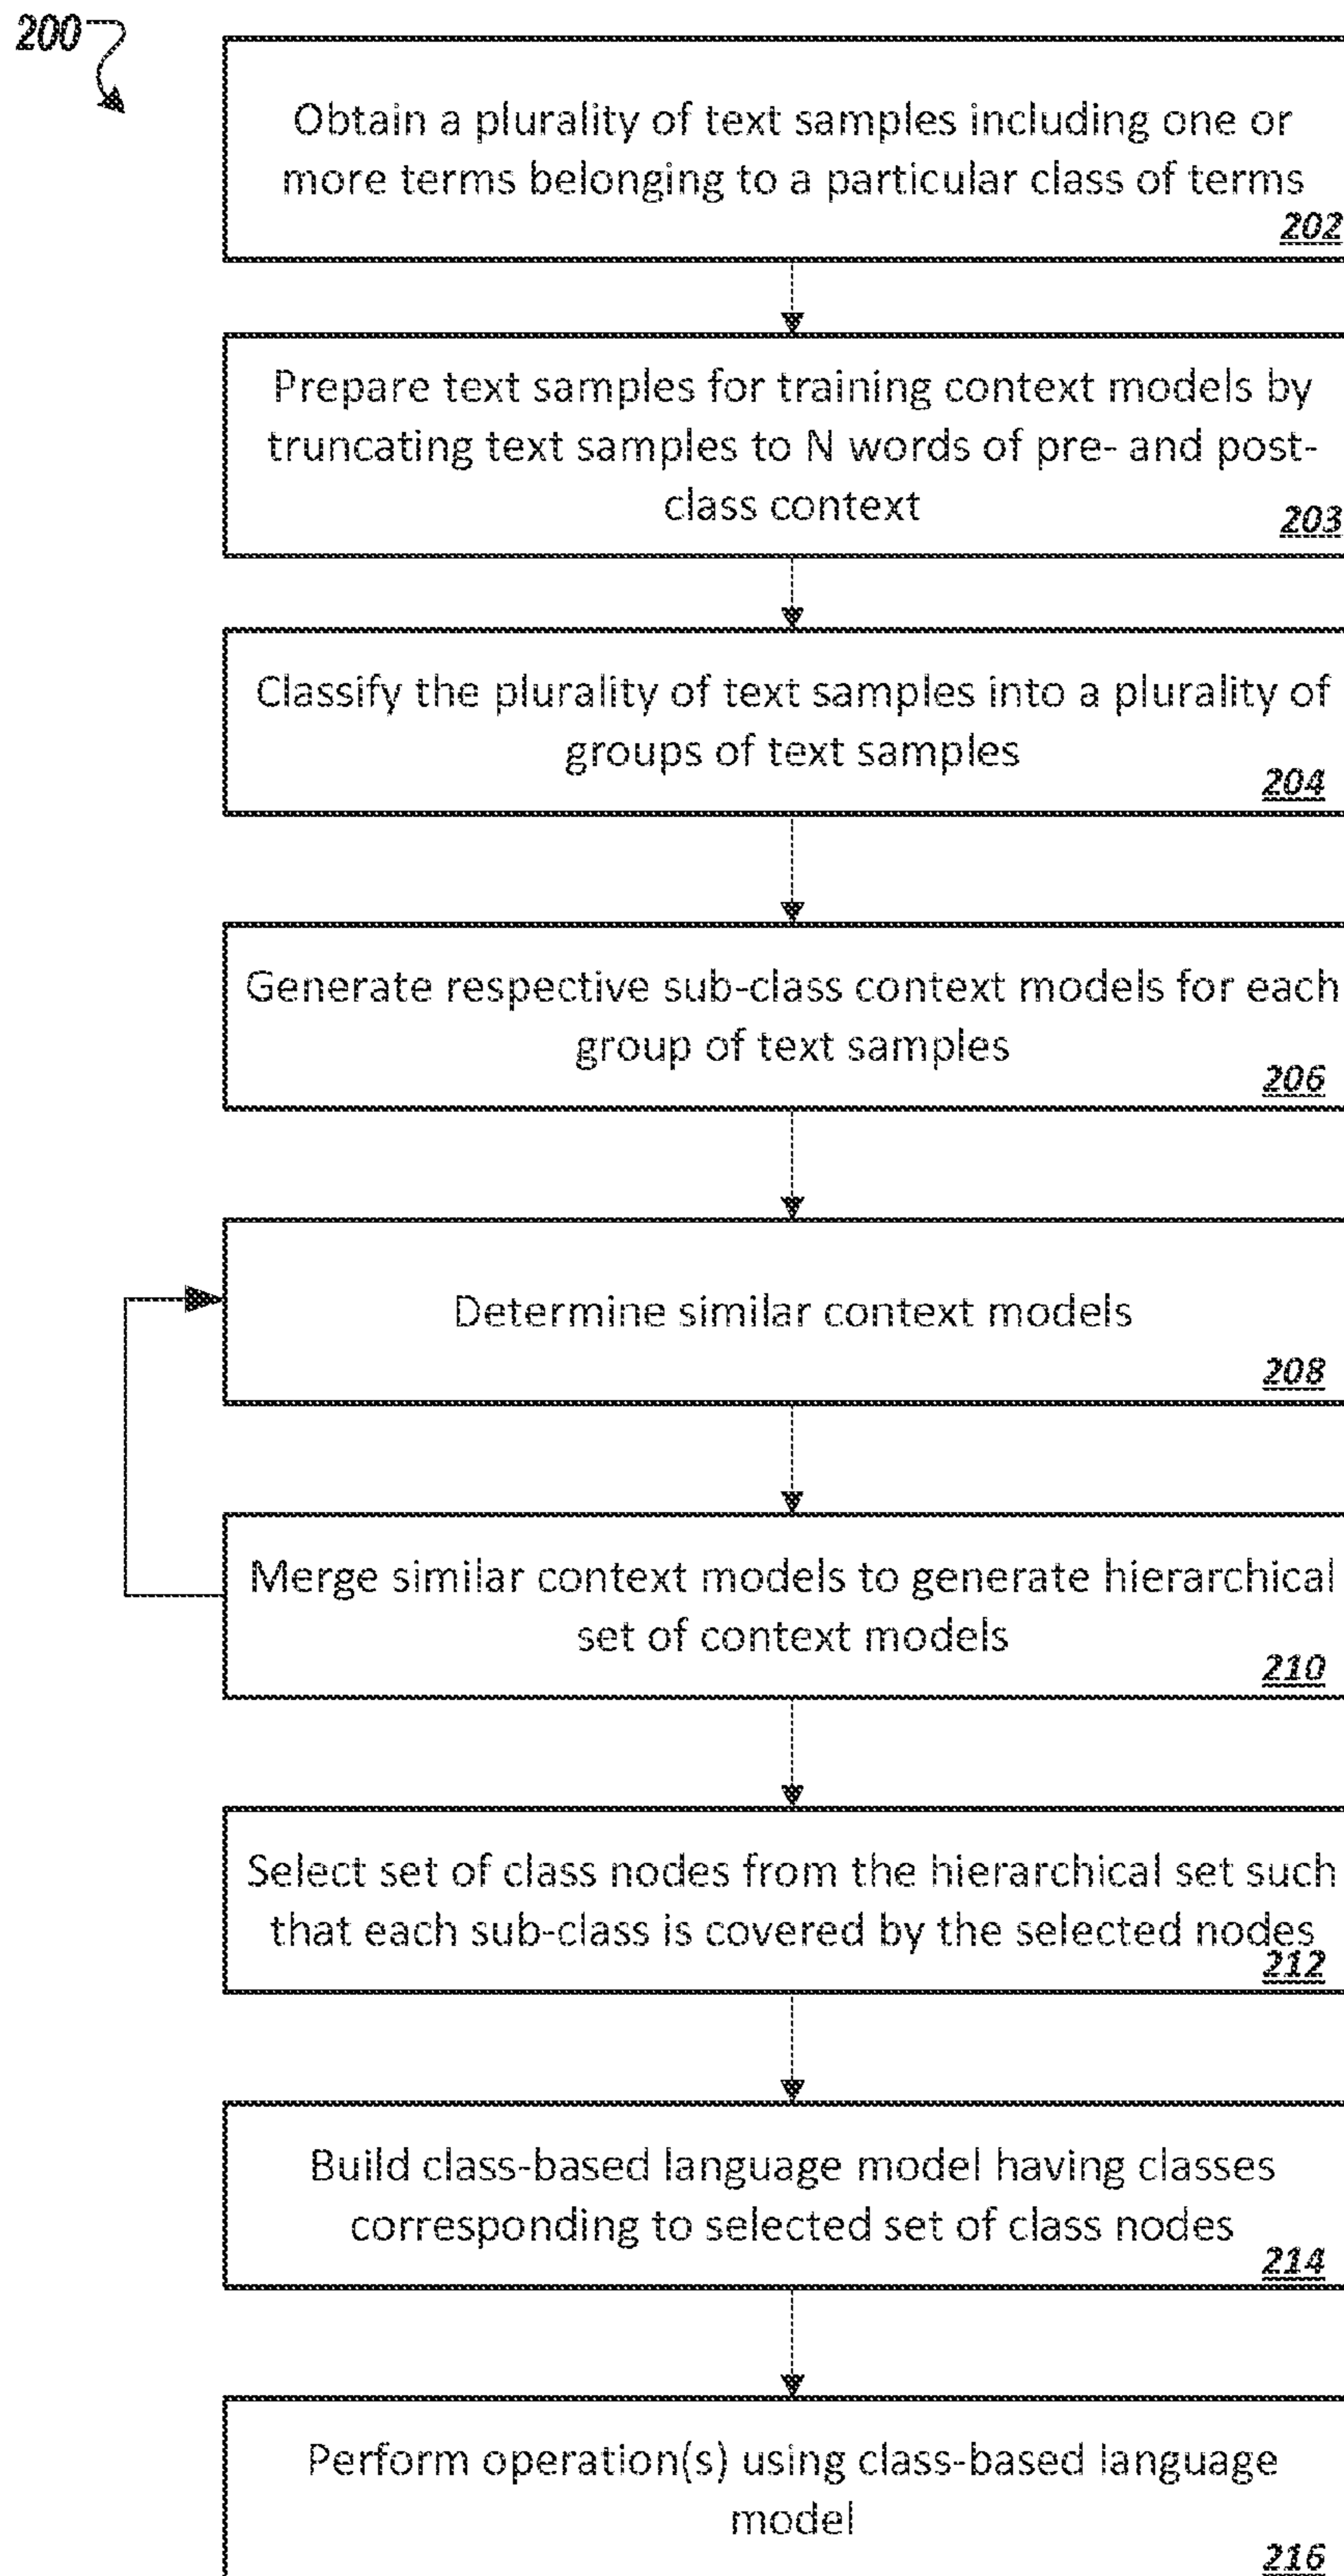 200
Obtain a plurality of text samples including one or
more terms belonging to a particular class of terms
202
Prepare text samples for training context models by
truncating text samples to N words of pre- and post-
class context
203
Classify the plurality of text samples into a plurality of
groups of text samples
204
Generate respective sub-class context models for each
group of text samples
206
Determine similar context models
208
Merge similar context models to generate hierarchical
set of context models
210
Select set of class nodes from the hierarchical set such
that each sub-class is covered by the selected nodes
212
Build class-based language model having classes
corresponding to selected set of class nodes
214
Perform operation(s) using class-based language
model
216